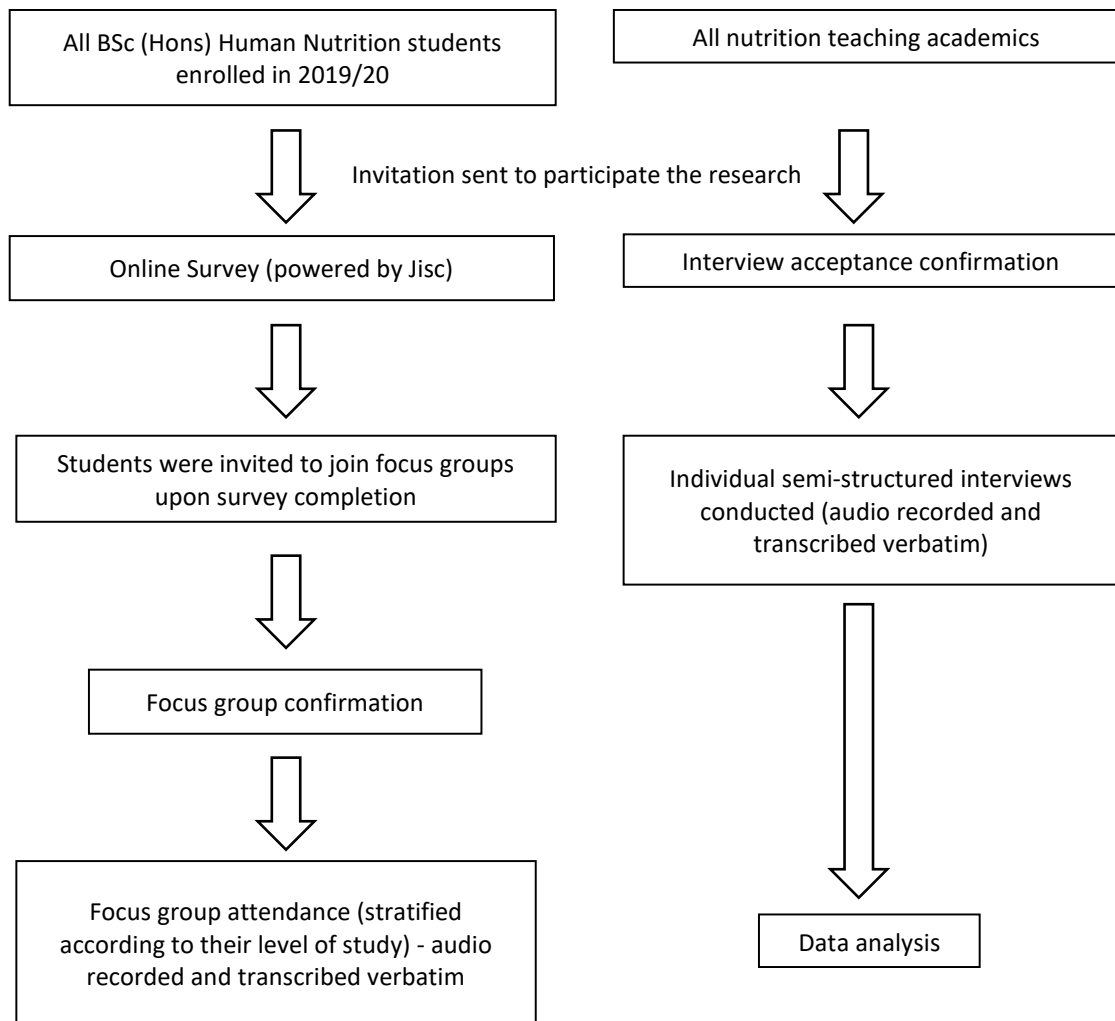 All BSc (Hons) Human Nutrition students
enrolled in 2019/20
All nutrition teaching academics
Invitation sent to participate the research
Online Survey (powered by Jisc)
Interview acceptance confirmation
Students were invited to join focus groups
upon survey completion
Individual semi-structured interviews
conducted (audio recorded and
transcribed verbatim)
Focus group confirmation
Focus group attendance (stratified
according to their level of study) - audio
recorded and transcribed verbatim
Data analysis